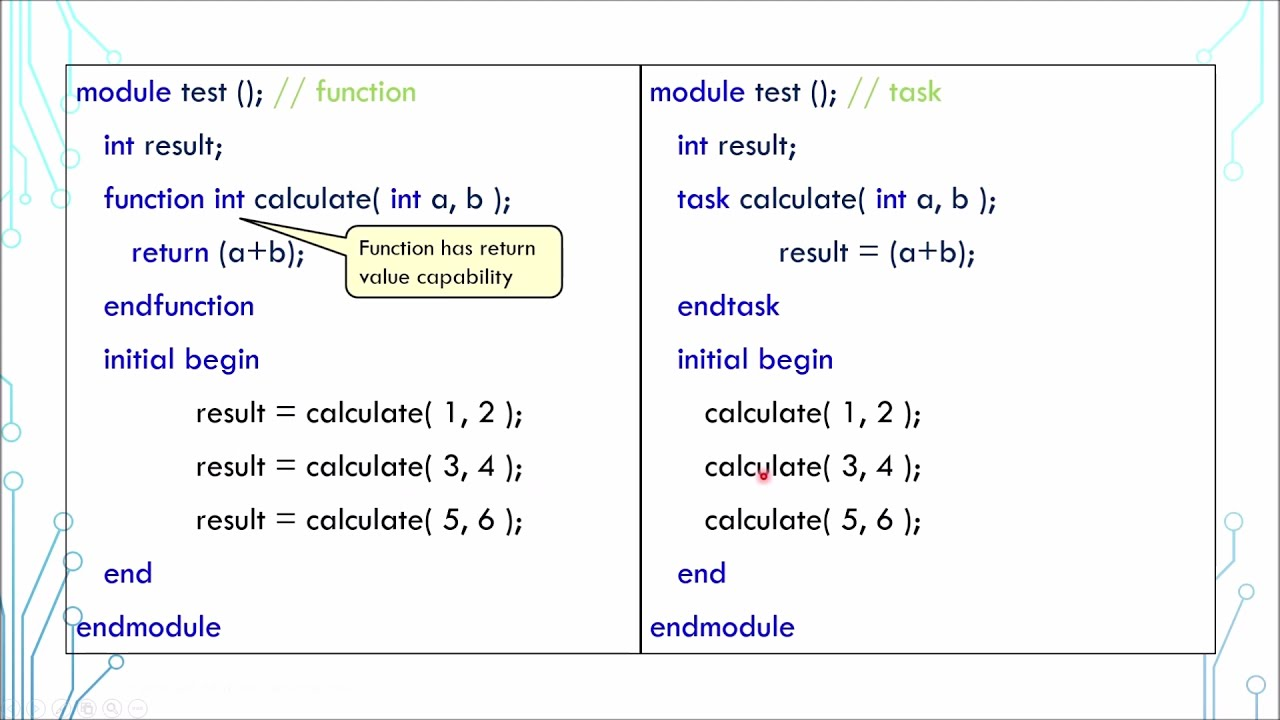 module test (); // function
int result;
function int calculate( int a, b );
return (a+b);
Function has return
value capability
endfunction
initial begin
result = calculate( 1, 2 );
result = calculate( 3, 4 );
result = calculate( 5, 6 );
end
endmodule
module test (); // task
int result;
task calculate( int a, b );
result = (a+b);
endtask
initial begin
calculate( 1, 2 );
calculate( 3, 4 );
calculate( 5, 6 );
end
endmodule